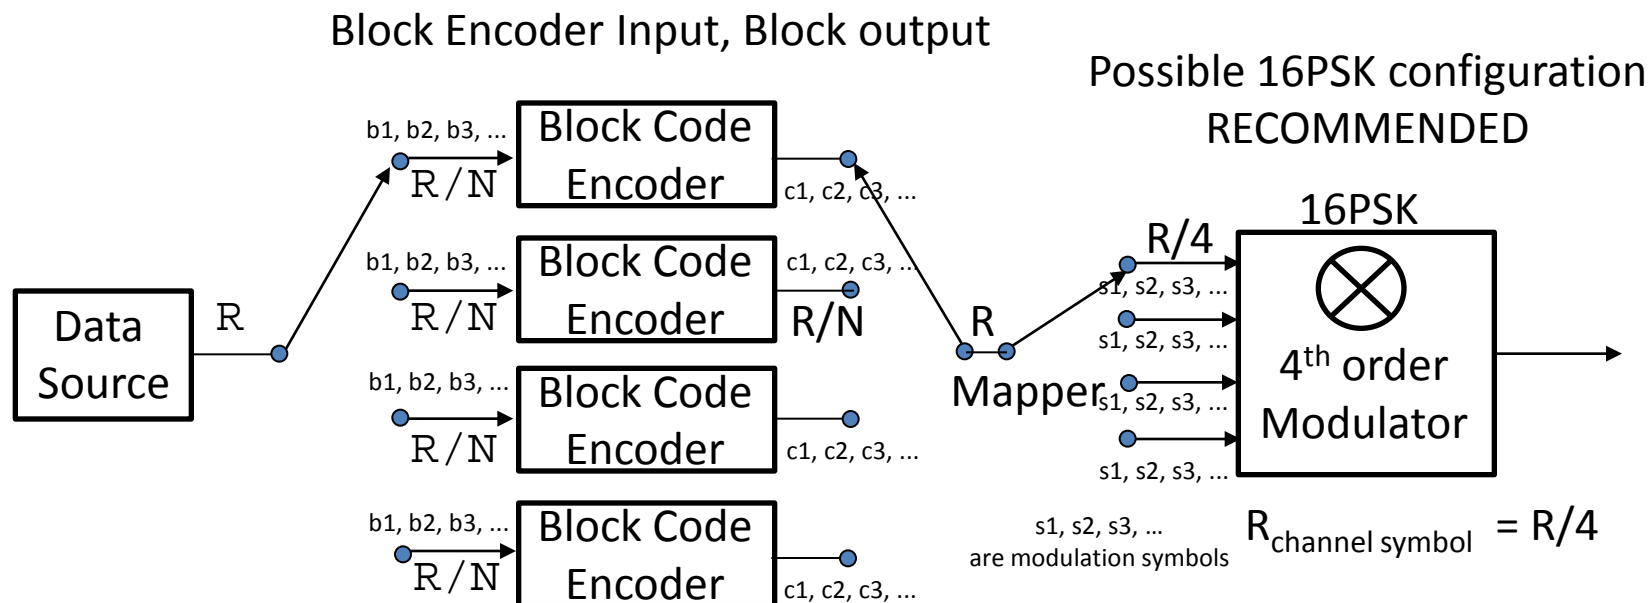 Block Encoder Input, Block output
Possible 16PSK configuration
RECOMMENDED
Data
Source
R
b1, b2, b3, ...
R/N
Block Code
Encoder
c1, c2, c3, ...
b1, b2, b3, ...
R/N
Block Code
Encoder
c1, c2, c3, ...
R/N
b1, b2, b3, ...
R/N
Block Code
Encoder
c1, c2, c3, ...
b1, b2, b3, ...
R/N
Block Code
Encoder
c1, c2, c3, ...
R
Mapper
R/4
s1, s2, s3, ...
s1, s2, s3, ...
s1, s2, s3, ...
s1, s2, s3, ...
16PSK
4th order
Modulator
s1, s2, s3, ...
are modulation symbols
Rchannel symbol = R/4